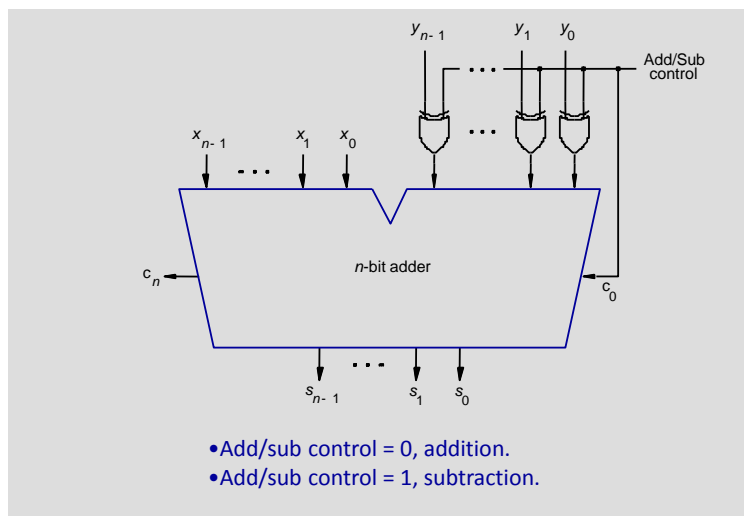 y n- 1 y 1 y 0
Add/Sub
control
x n- 1 x 1 x 0
n-bit adder
c n
c 0
s n- 1 s 1 s 0
•Add/sub control = 0, addition.
•Add/sub control = 1, subtraction.